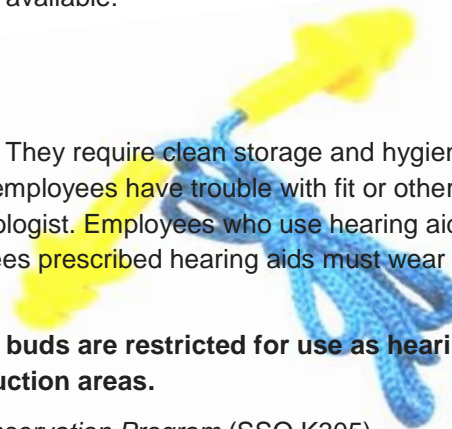 available.
They require clean storage and hygien
employees have trouble with fit or other
ologist. Employees who use hearing aid
ees prescribed hearing aids must wear
buds are restricted for use as heari
uction areas.
nservation Program (SSO K305)